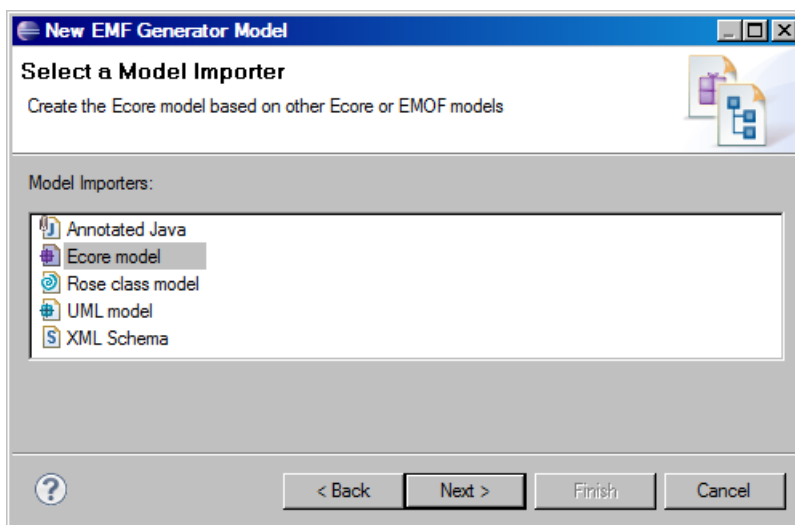 New EMF Generator Model
Select a Model Importer
Create the Ecore model based on other Ecore or EMOF models
Model Importers:
Annotated Java
Ecore model
Rose class model
UML model
XML Schema
< Back Next > Finish Cancel